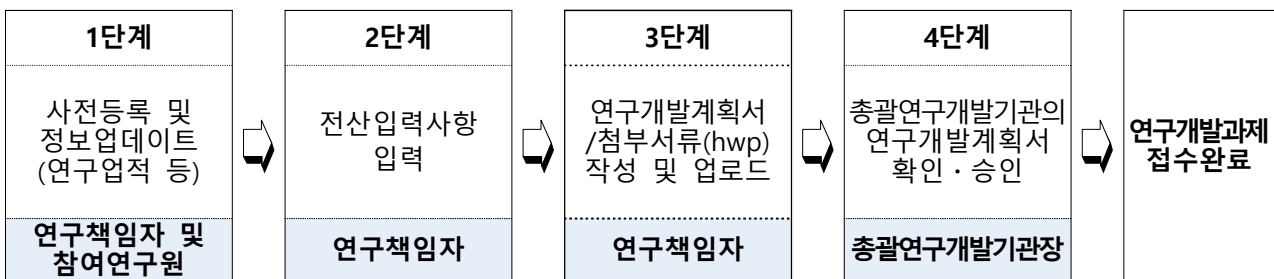 1단계
사전등록 및
정보업데이트
(연구업적 등)
연구책임자 및
참여연구원
2단계
전산입력사항
입력
연구책임자
3단계
연구개발계획서
/첨부서류(hwp)
작성 및 업로드
연구책임자
4단계
총괄연구개발기관의
연구개발계획서
확인・승인
총괄연구개발기관장
연구개발과제
접수완료